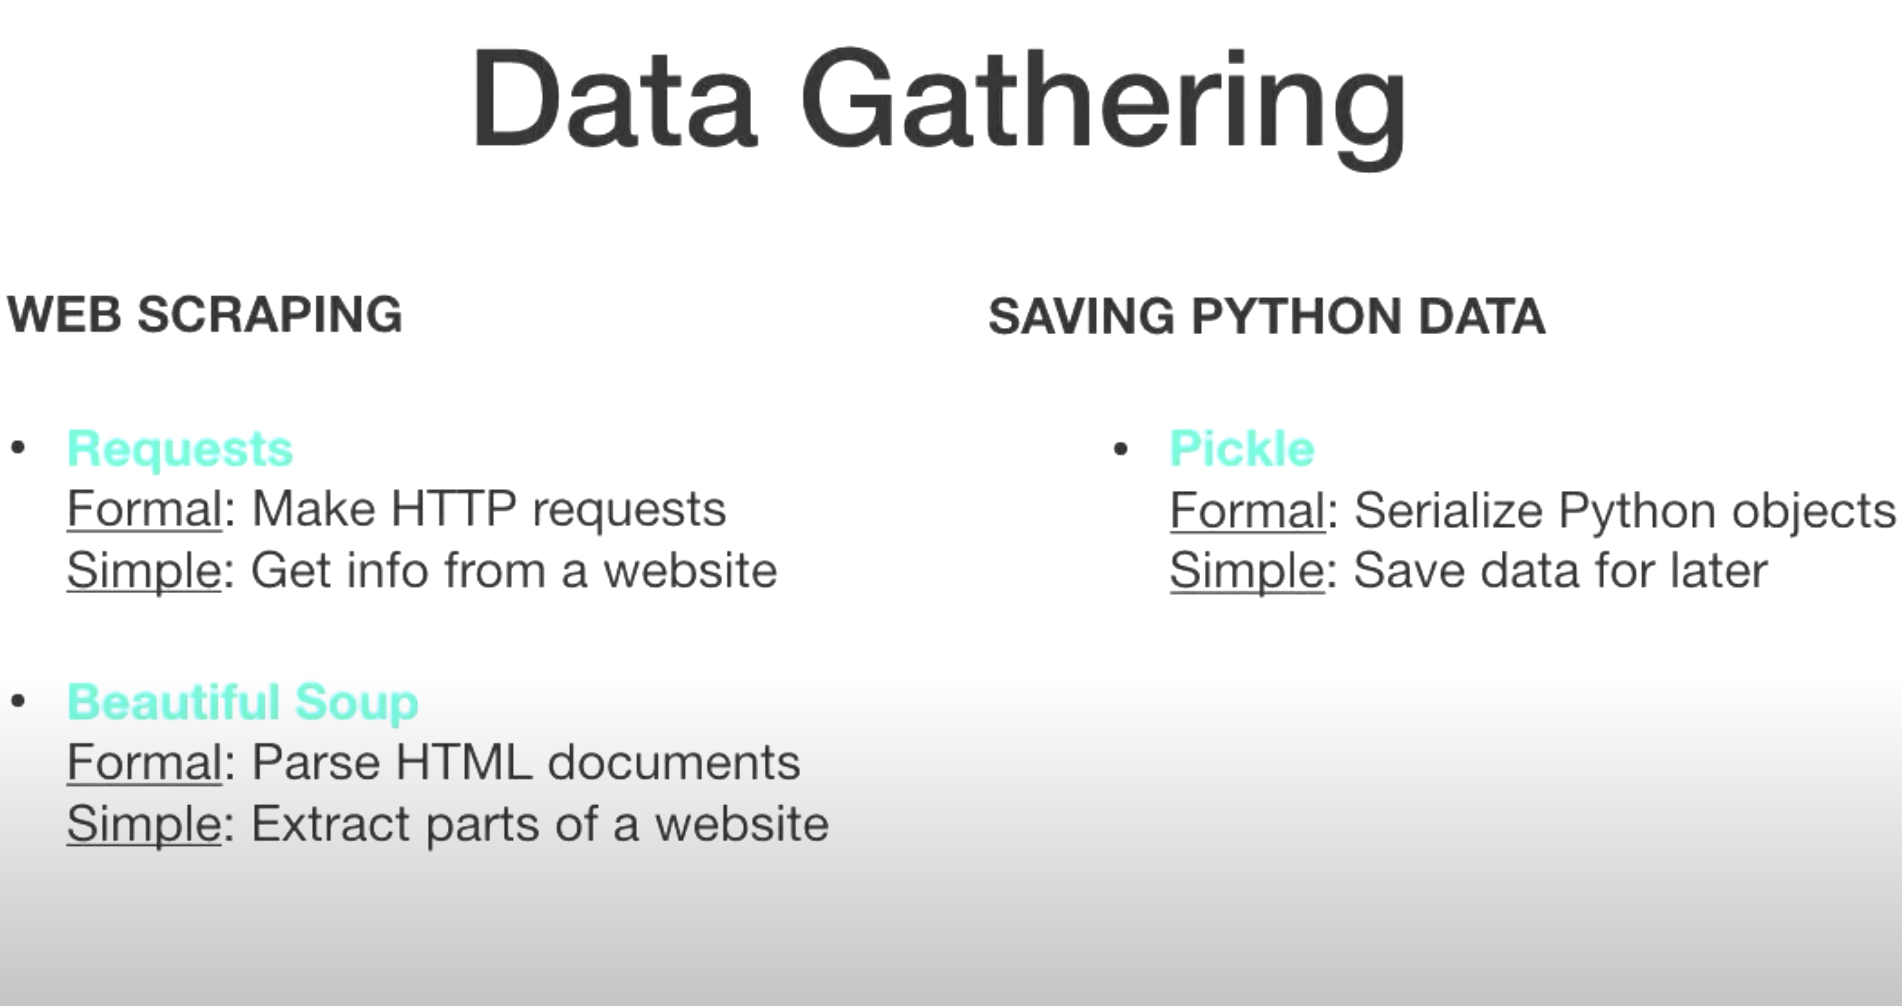 Data Gathering
WEB SCRAPING
• Requests
Formal: Make HTTP requests
Simple: Get info from a website
• Beautiful Soup
Formal: Parse HTML documents
Simple: Extract parts of a website
SAVING PYTHON DATA
• Pickle
Formal: Serialize Python objects
Simple: Save data for later